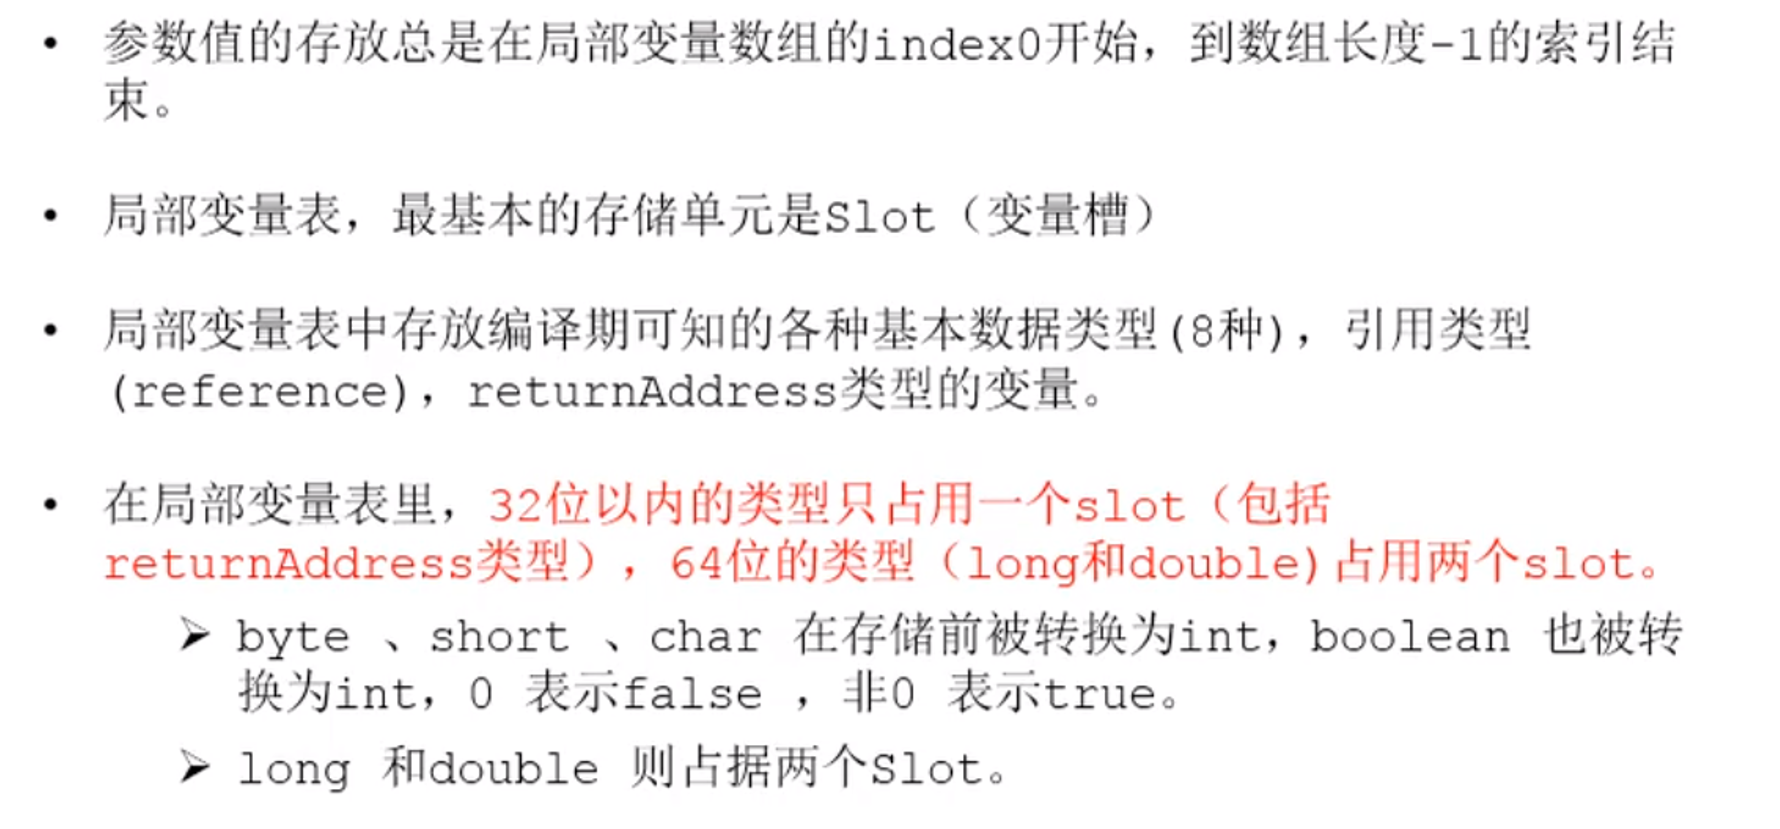 • 参数值的存放总是在局部变量数组的index0开始，到数组长度-1的索引结
束。
• 局部变量表，最基本的存储单元是Slot（变量槽）
• 局部变量表中存放编译期可知的各种基本数据类型(8种)，引用类型
(reference)，returnAddress类型的变量。
• 在局部变量表里，32位以内的类型只占用一个slot（包括
returnAddress类型），64位的类型（long和double)占用两个slot。
➢ byte 、short 、char 在存储前被转换为int，boolean 也被转
换为int，0 表示false ，非0 表示true。
➢ long 和double 则占据两个Slot。